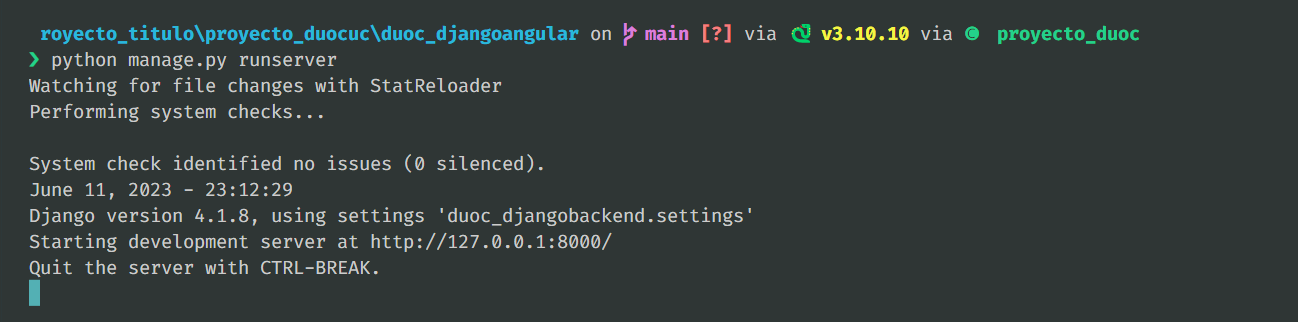 royecto_titulo\proyecto_duocuc\duoc_djangoangular on main [?] via v3.10.10 via proyecto_duoc
❯ python manage.py runserver
Watching for file changes with StatReloader
Performing system checks...
System check identified no issues (0 silenced).
June 11, 2023 - 23:12:29
Django version 4.1.8, using settings 'duoc_djangobackend.settings'
Starting development server at http://127.0.0.1:8000/
Quit the server with CTRL-BREAK.